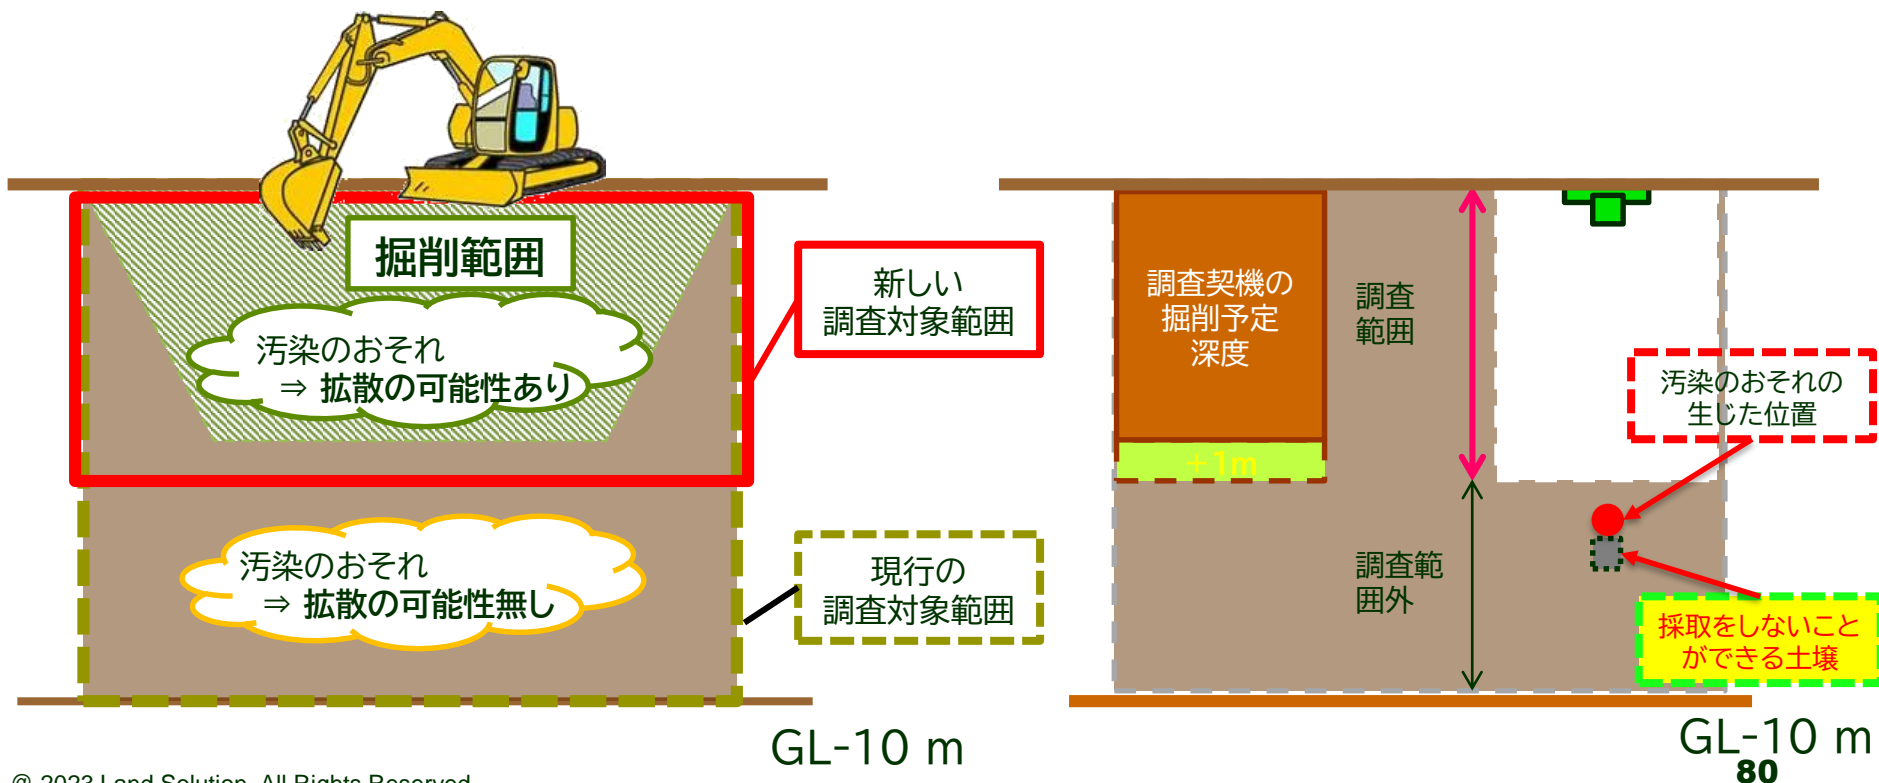 掘削範囲
汚染のおそれ
⇒ 拡散の可能性あり
新しい
調査対象範囲
汚染のおそれ
⇒ 拡散の可能性無し
現行の
調査対象範囲
GL-10 m
調査契機の
掘削予定
深度
+1m
調査
範囲
調査範
囲外
汚染のおそれの
生じた位置
採取をしないこと
ができる土壌
GL-10 m
80
@ 2023 Land Solution. All Rights Reserved